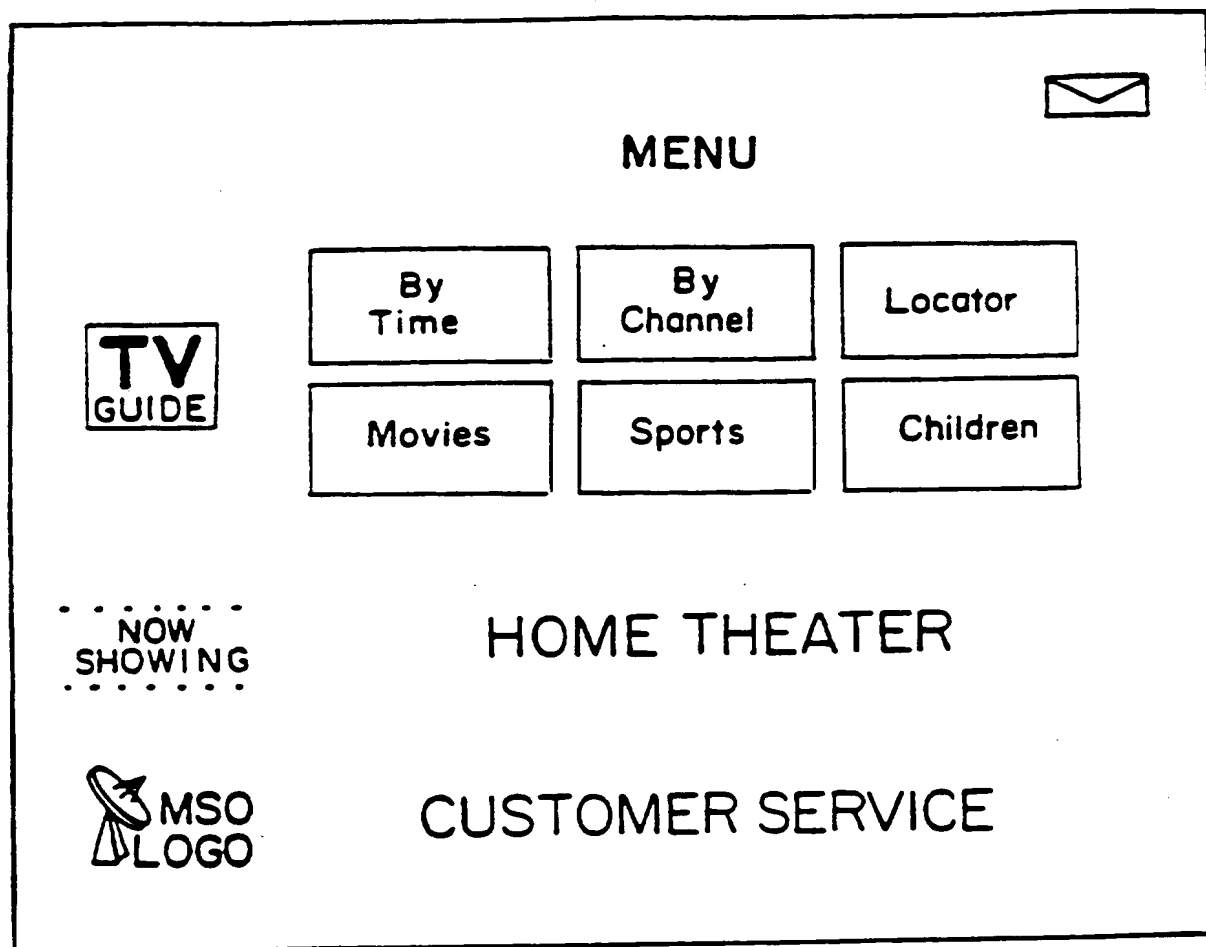 MENU
By
Time
By
Channel
Locator
TV
GUIDE
Movies
Sports
Children
NOW
SHOWING
HOME THEATER
MSO
LOGO
CUSTOMER SERVICE